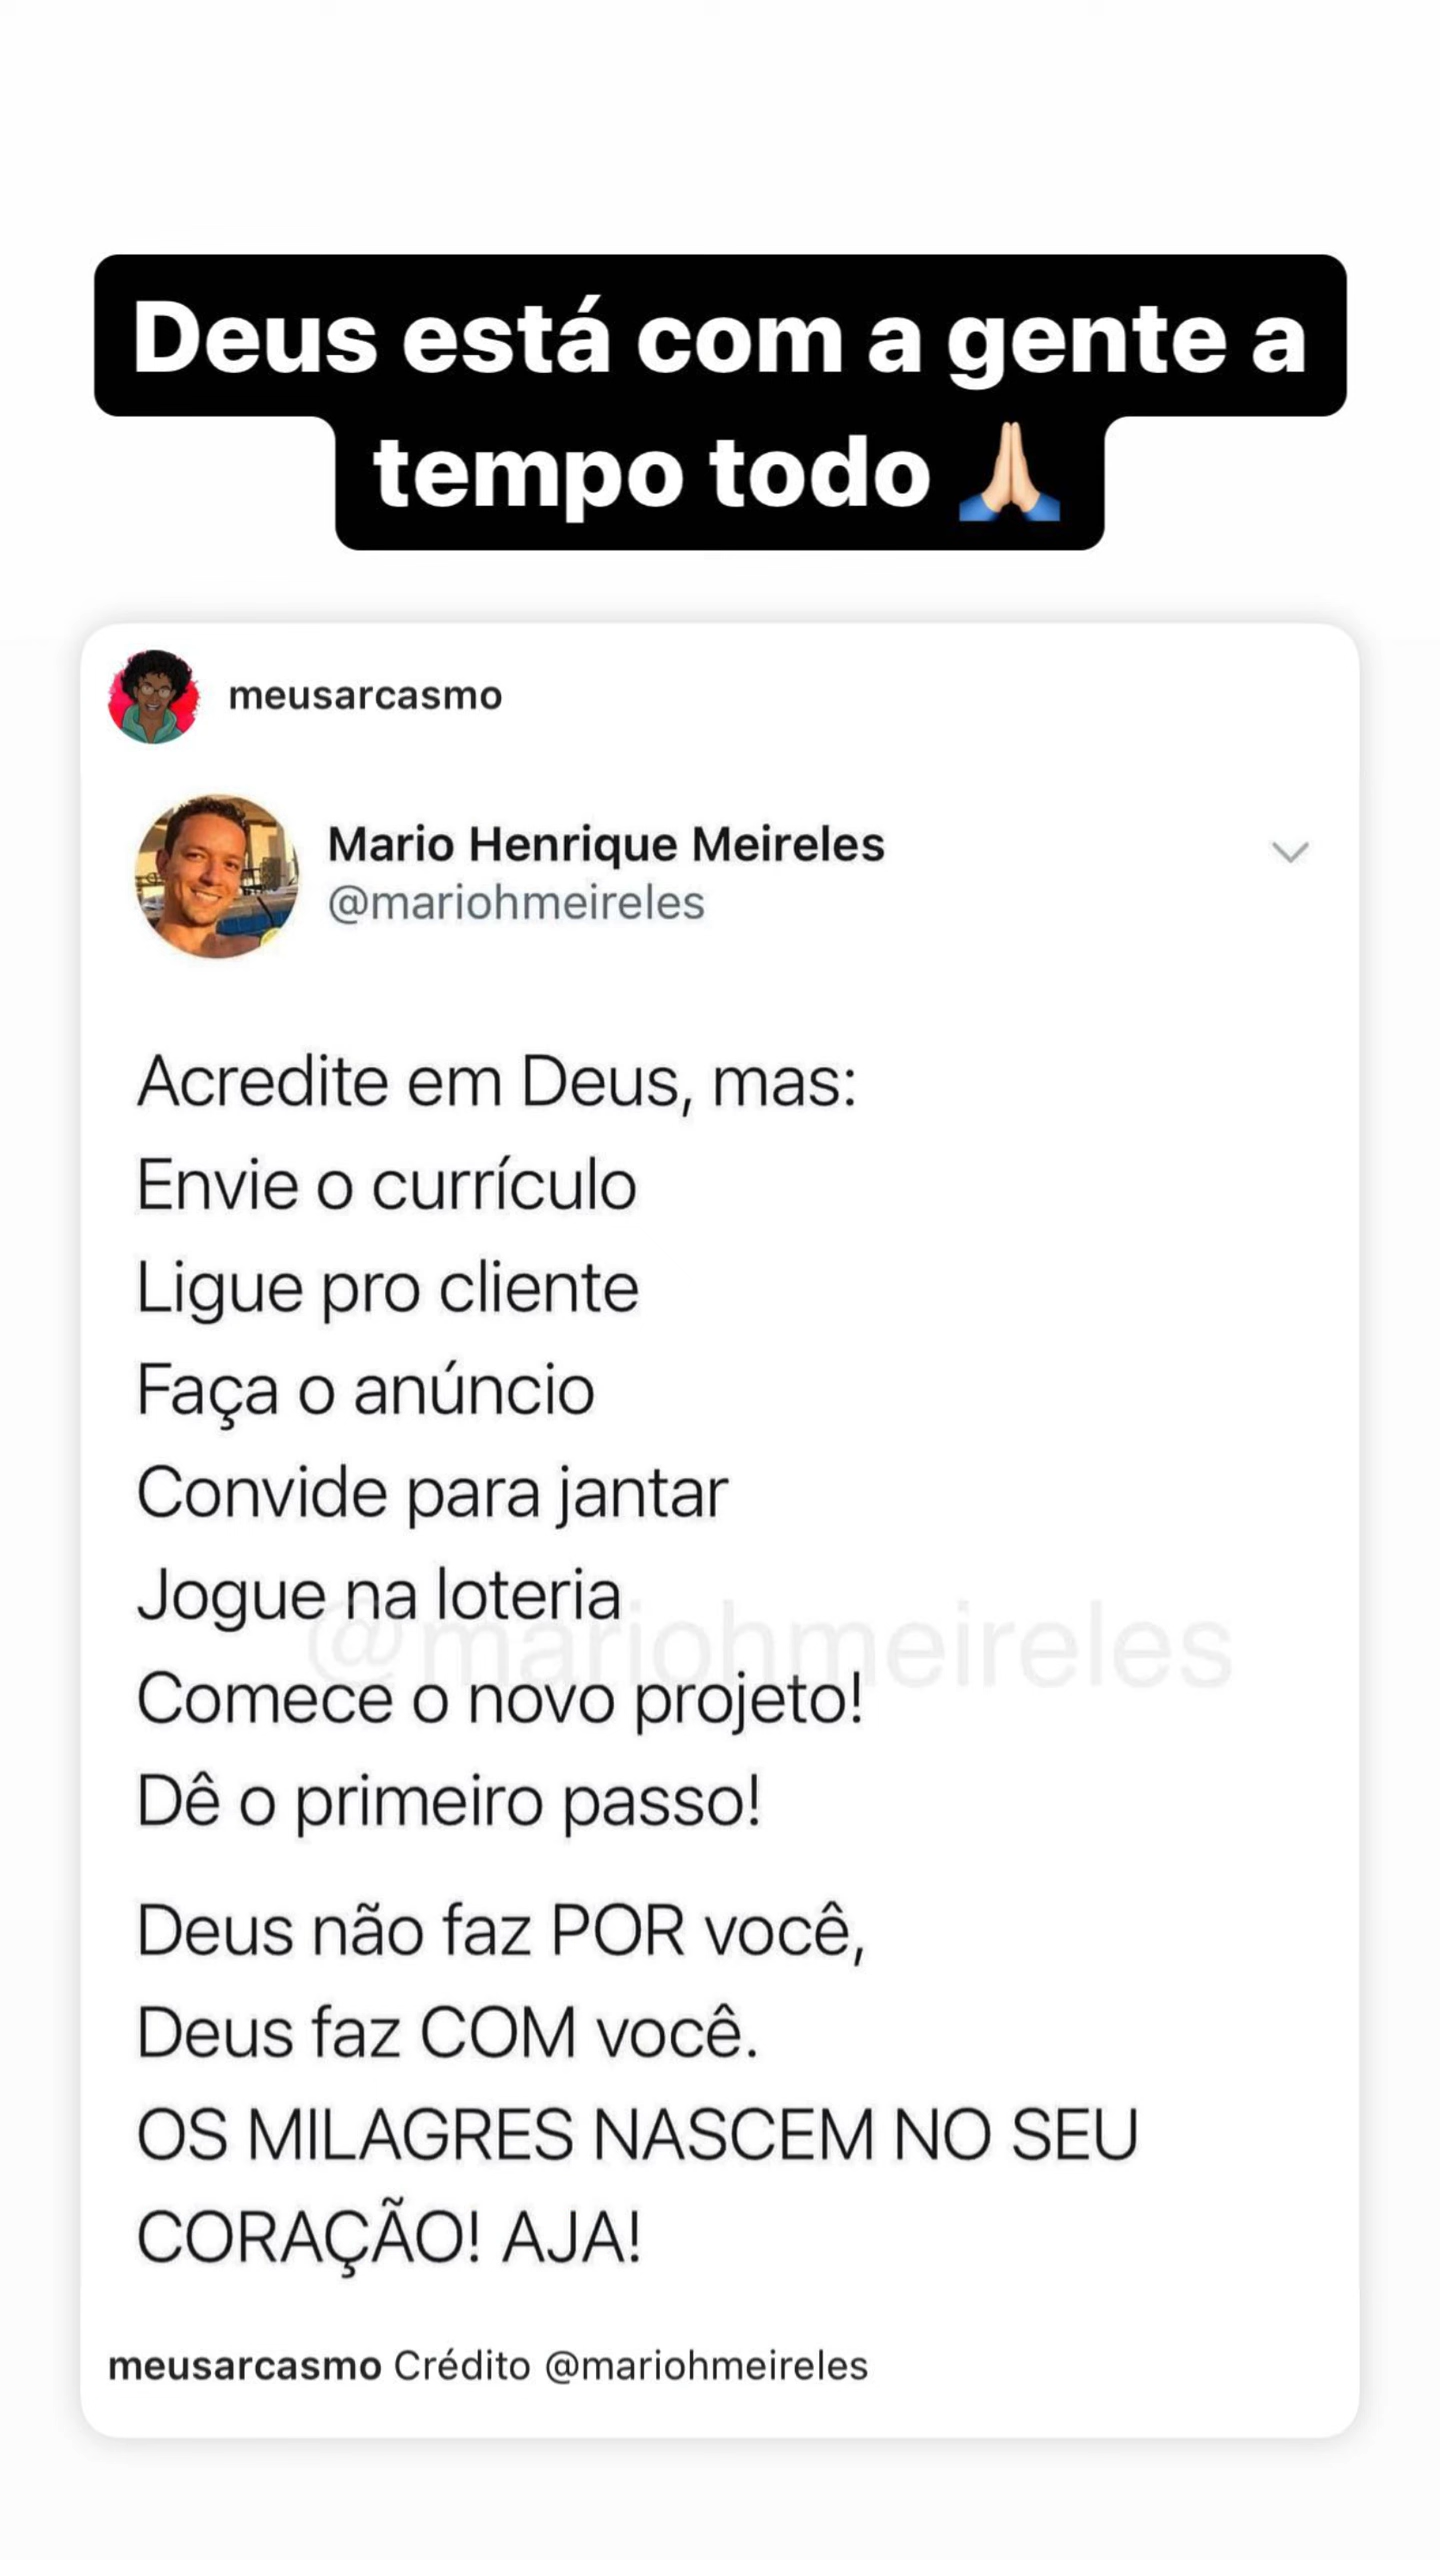 Deus está com a gente a
tempo todo 🙏🏻
meusarcasmo
Mario Henrique Meireles
@mariohmeireles
Acredite em Deus, mas:
Envie o currículo
Ligue pro cliente
Faça o anúncio
Convide para jantar
Jogue na loteria
@mariohmeireles
Comece o novo projeto!
Dê o primeiro passo!
Deus não faz POR você,
Deus faz COM você.
OS MILAGRES NASCEM NO SEU
CORAÇÃO! AJA!
meusarcasmo Crédito @mariohmeireles